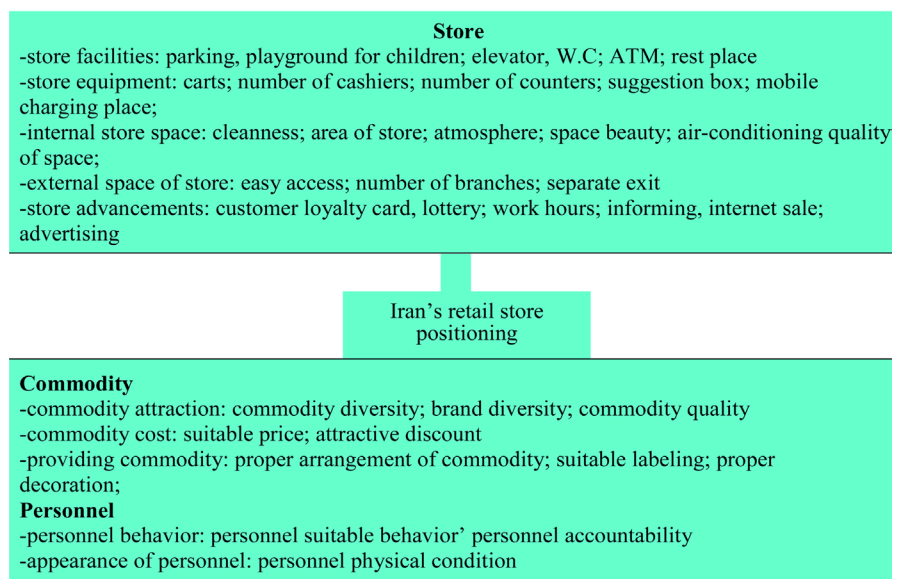 Store
-store facilities: parking, playground for children; elevator, W.C; ATM; rest place
-store equipment: carts; number of cashiers; number of counters; suggestion box; mobile
charging place;
-internal store space: cleanness; area of store; atmosphere; space beauty; air-conditioning quality
of space;
-external space of store: easy access; number of branches; separate exit
-store advancements: customer loyalty card, lottery; work hours; informing, internet sale;
advertising
Iran’s retail store
positioning
Commodity
-commodity attraction: commodity diversity; brand diversity; commodity quality
-commodity cost: suitable price; attractive discount
-providing commodity: proper arrangement of commodity; suitable labeling; proper
decoration;
Personnel
-personnel behavior: personnel suitable behavior’ personnel accountability
-appearance of personnel: personnel physical condition